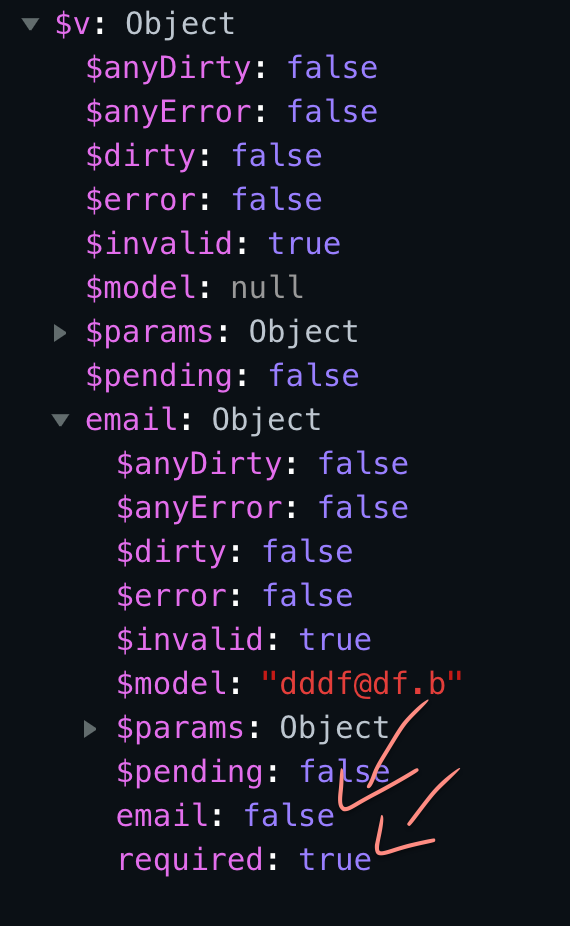 $v: Object
$anyDirty: false
$anyError: false
$dirty: false
$error: false
$invalid: true
$model: null
$params: Object
$pending: false
email: Object
$anyDirty: false
$anyError: false
$dirty: false
$error: false
$invalid: true
$model: "dddf@df.b"
$params: Object
$pending: false
email: false
required: true